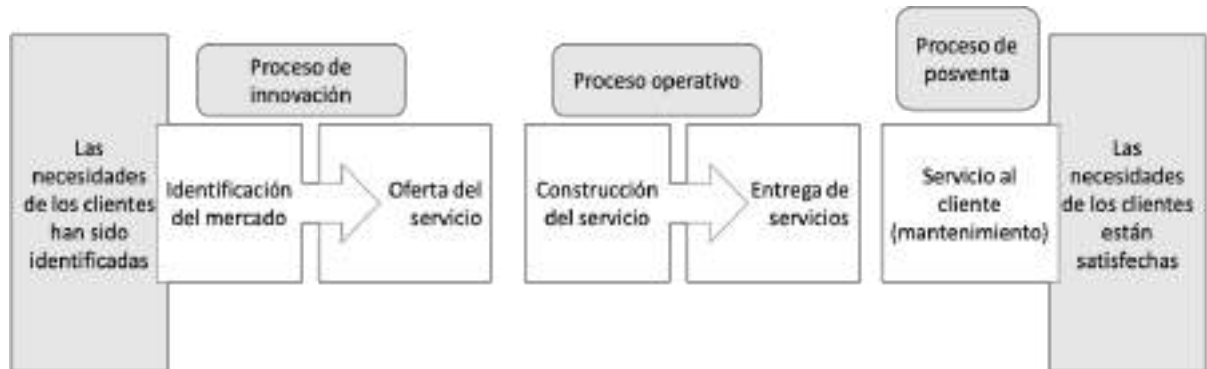 Las
necesidades
de los clientes
han sido
identificadas
Proceso de
innovación
Identificación
del mercado
Oferta del
servicio
Proceso operativo
Construcción
del servicio
Entrega de
servicios
Proceso de
posventa
Servicio al
cliente
(mantenimiento)
Las
necesidades
de los clientes
están
satisfechas